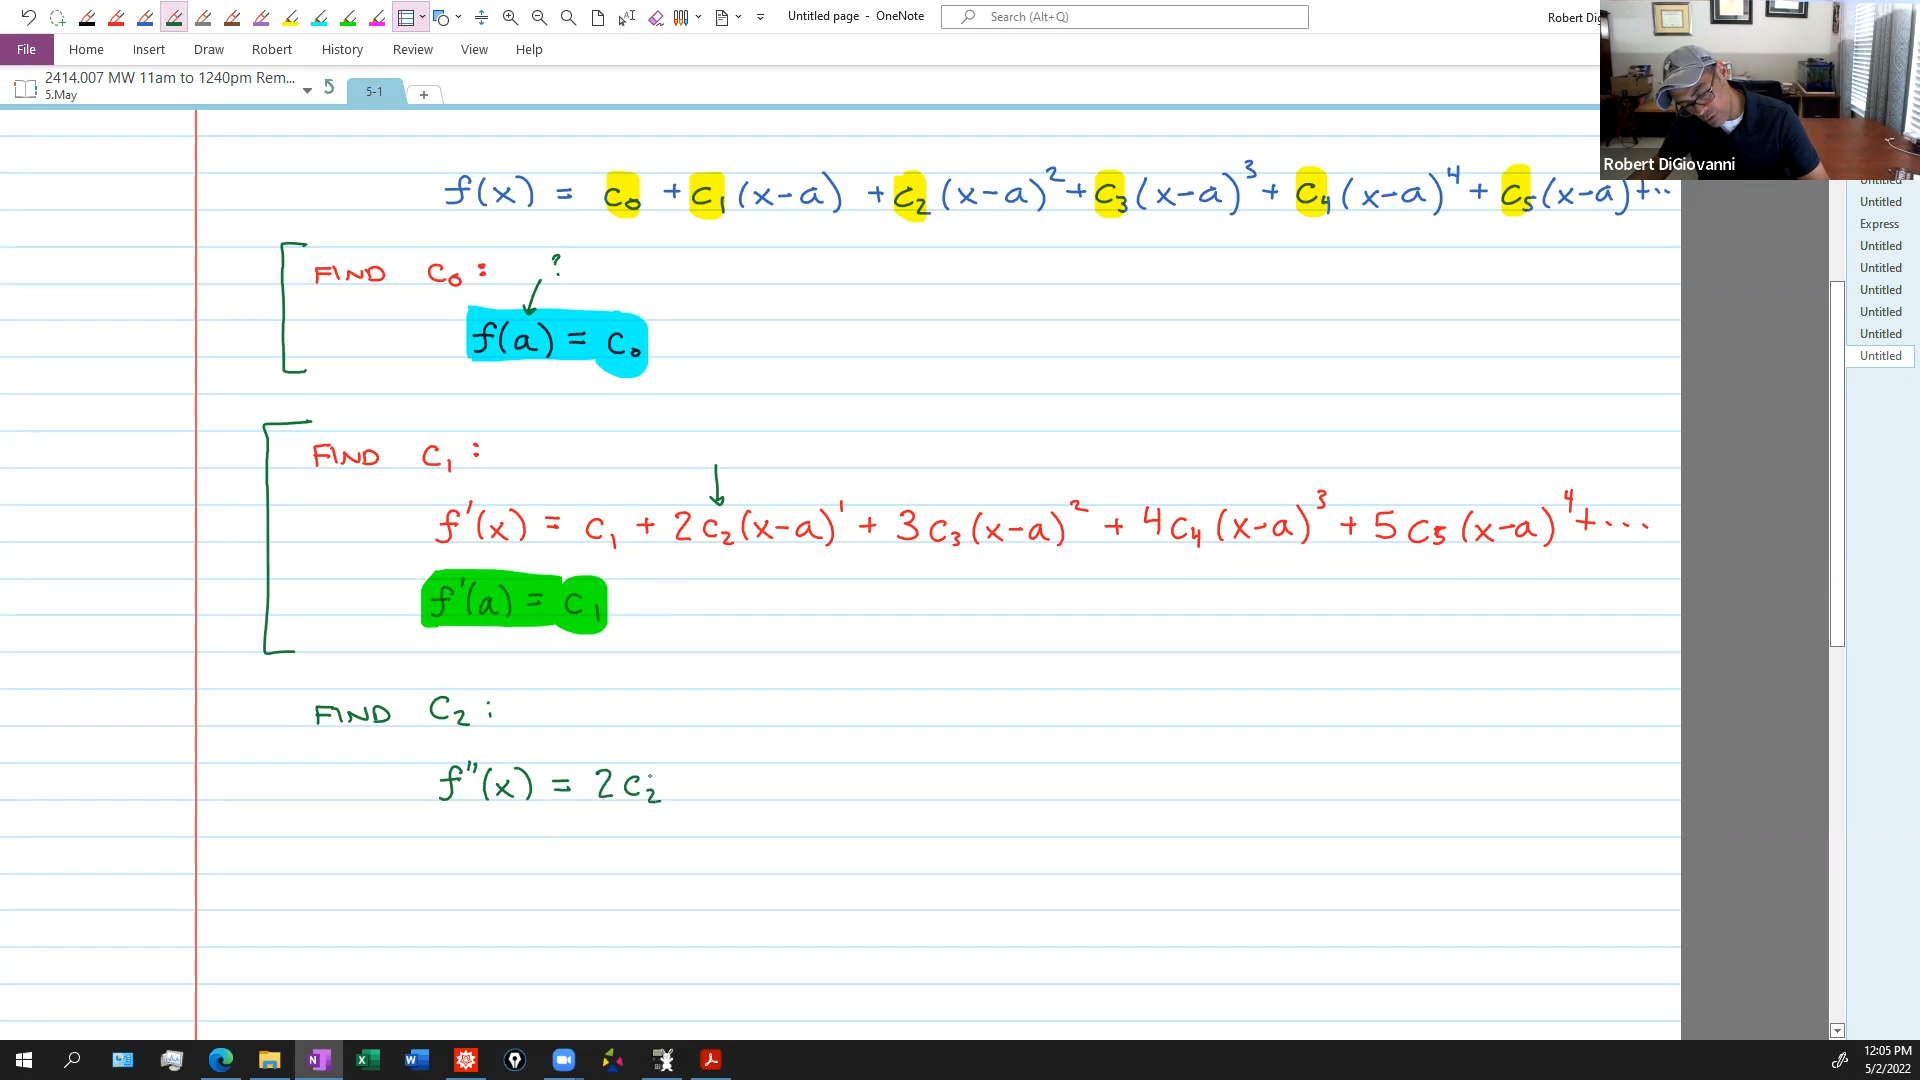 Untitled page - OneNote
Search (Alt+Q)
File Home Insert Draw Robert History Review View Help
2414.007 MW 11am to 1240pm Rem...
5.May
5-1
+
Robert DiGiovanni
f(x) = c₀ + c₁(x-a) + c₂(x-a)² + c₃(x-a)³ + c₄(x-a)⁴ + c₅(x-a) + ...
FIND c₀ :
?
f(a) = c₀
FIND c₁ :
f'(x) = c₁ + 2c₂(x-a)¹ + 3c₃(x-a)² + 4c₄(x-a)³ + 5c₅(x-a)⁴ + ...
f'(a) = c₁
FIND c₂ :
f''(x) = 2c₂
Untitled
Express
Untitled
Untitled
Untitled
Untitled
Untitled
Untitled
12:05 PM
5/2/2022